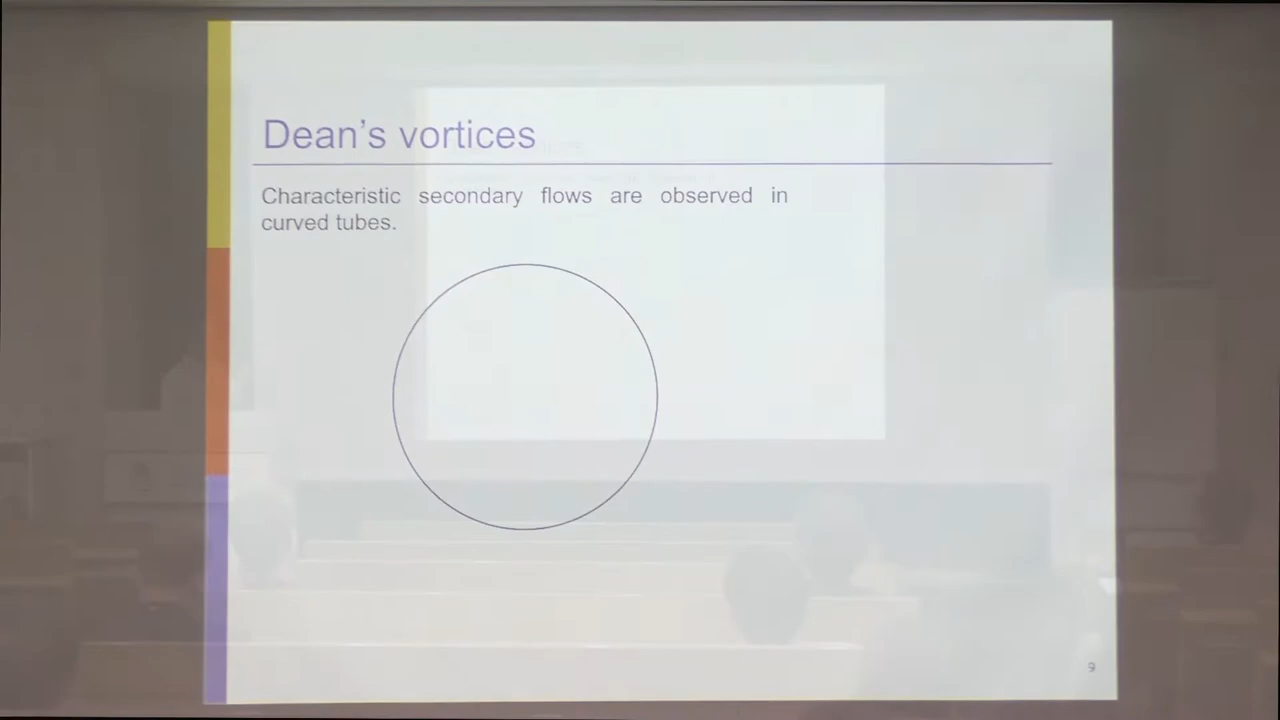 Dean's vortices
Characteristic secondary flows are observed in
curved tubes.
9